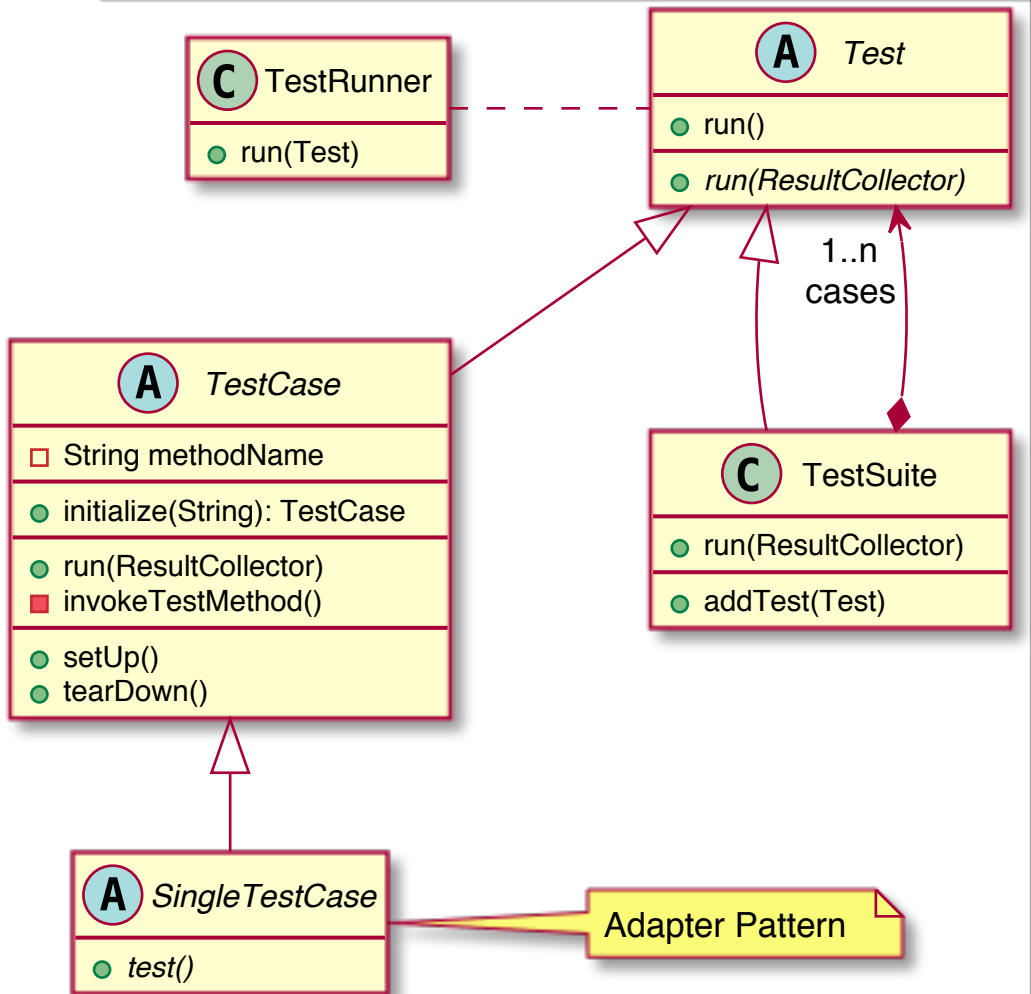 C TestRunner
run(Test)
A Test
run()
run(ResultCollector)
1..n
cases
A TestCase
String methodName
initialize(String): TestCase
run(ResultCollector)
invokeTestMethod()
setUp()
tearDown()
C TestSuite
run(ResultCollector)
addTest(Test)
A SingleTestCase
test()
Adapter Pattern